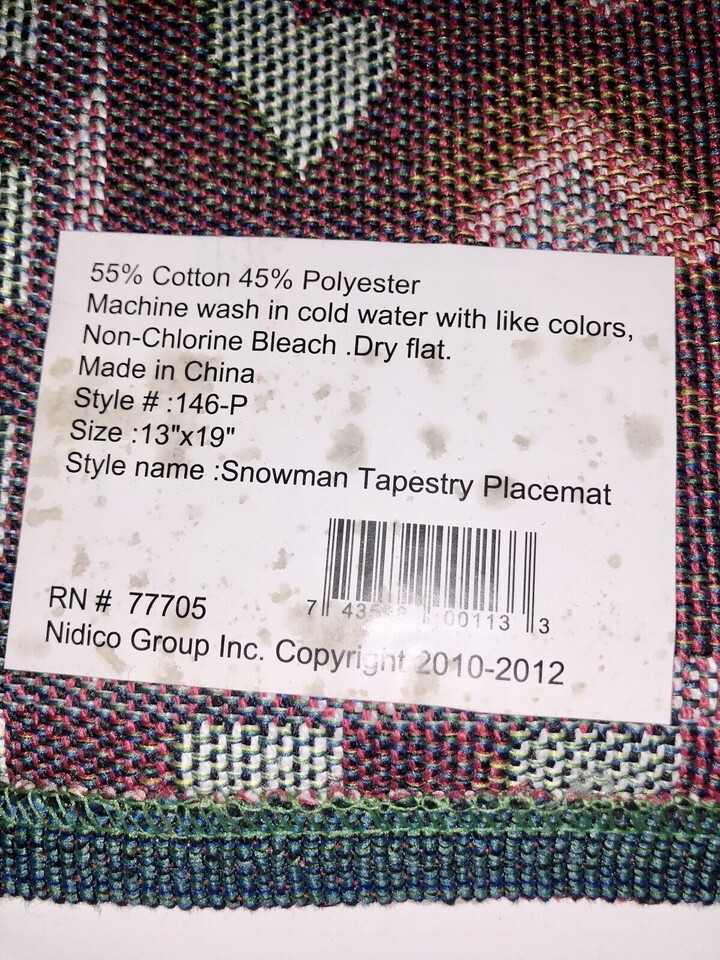 55% Cotton 45% Polyester
Machine wash in cold water with like colors,
Non-Chlorine Bleach .Dry flat.
Made in China
Style # :146-P
Size :13"x19"
Style name :Snowman Tapestry Placemat
RN # 77705
7 00113 3
Nidico Group Inc. Copyright 2010-2012